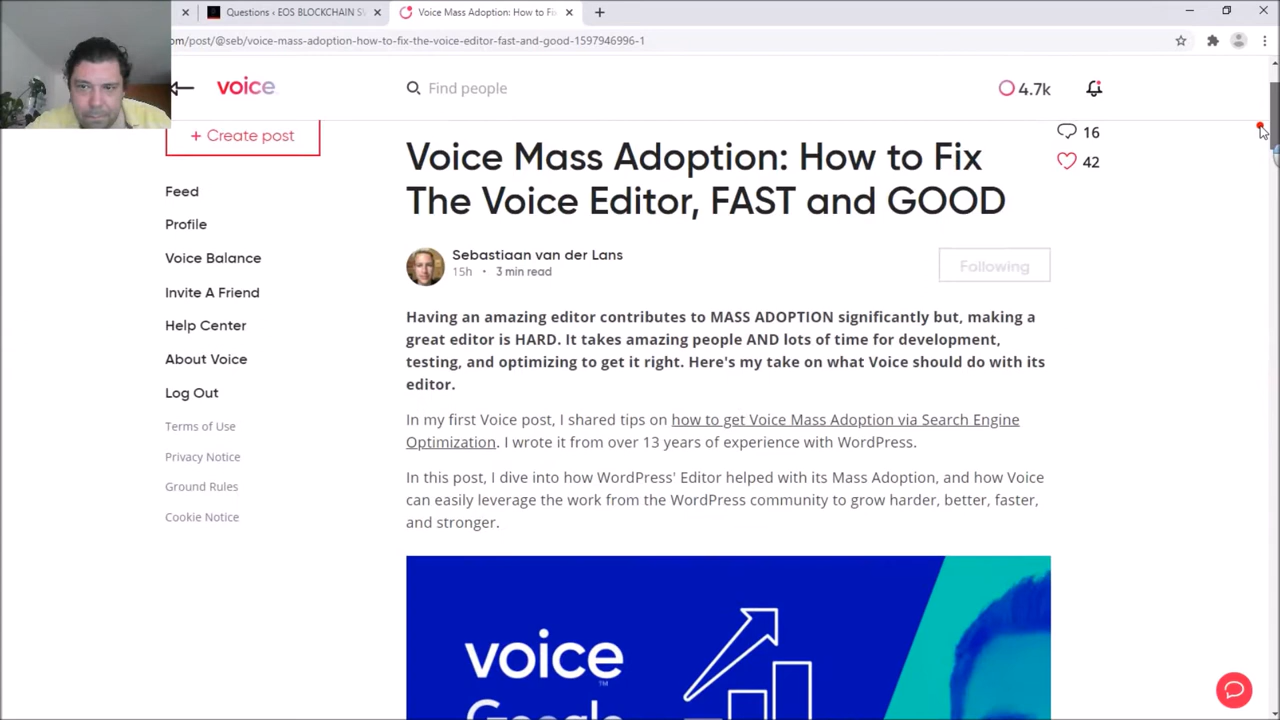 Questions ‹ EOS BLOCKCHAIN S
Voice Mass Adoption: How to Fi
om/post/@seb/voice-mass-adoption-how-to-fix-the-voice-editor-fast-and-good-1597946996-1
voice
Find people
4.7k
+ Create post
16
42
Feed
Profile
Voice Balance
Invite A Friend
Help Center
About Voice
Log Out
Terms of Use
Privacy Notice
Ground Rules
Cookie Notice
Voice Mass Adoption: How to Fix
The Voice Editor, FAST and GOOD
Sebastiaan van der Lans
15h · 3 min read
Following
Having an amazing editor contributes to MASS ADOPTION significantly but, making a
great editor is HARD. It takes amazing people AND lots of time for development,
testing, and optimizing to get it right. Here's my take on what Voice should do with its
editor.
In my first Voice post, I shared tips on how to get Voice Mass Adoption via Search Engine
Optimization. I wrote it from over 13 years of experience with WordPress.
In this post, I dive into how WordPress' Editor helped with its Mass Adoption, and how Voice
can easily leverage the work from the WordPress community to grow harder, better, faster,
and stronger.
voice
TM
Google